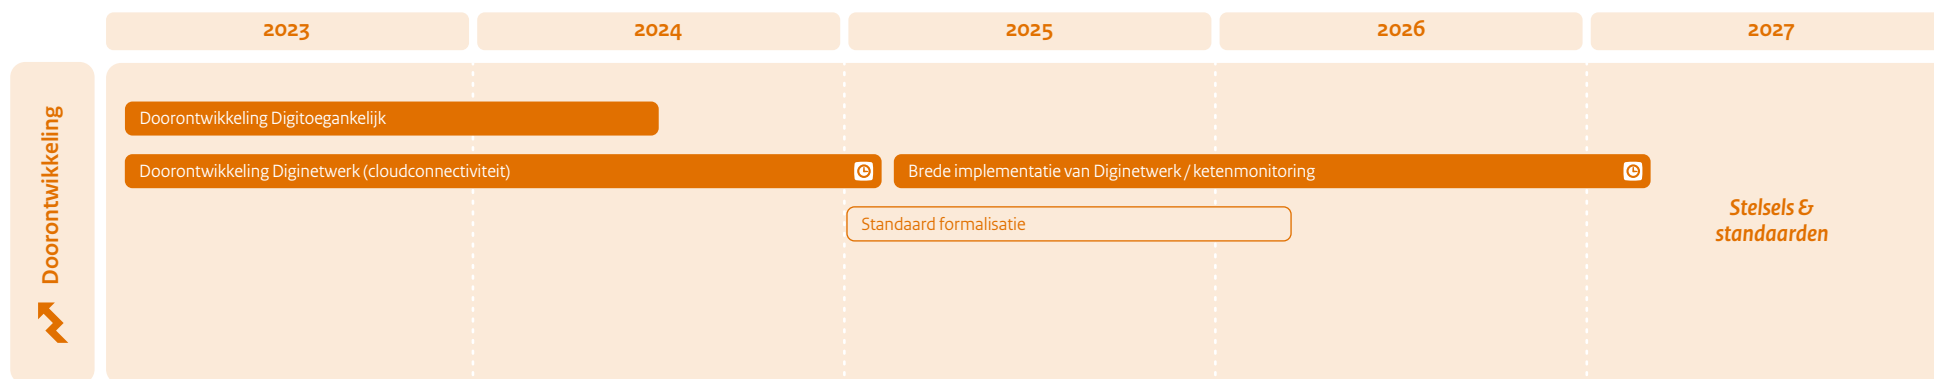 2023
2024
2025
2026
2027
Doorontwikkeling
Doorontwikkeling Digitoegankelijk
Doorontwikkeling Diginetwerk (cloudconnectiviteit)
Brede implementatie van Diginetwerk / ketenmonitoring
Standaard formalisatie
Stelsels &
standaarden